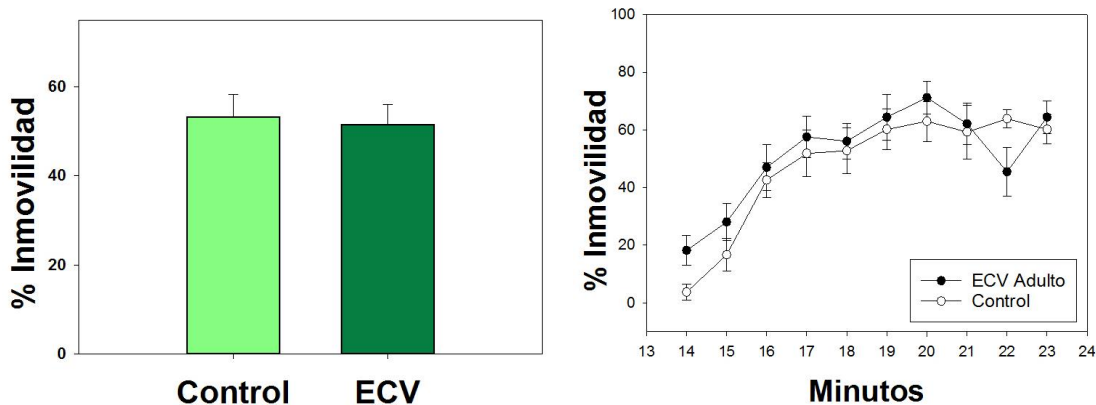 % Inmovilidad
60
40
20
0
Control ECV
% Inmovilidad
100
80
60
40
20
0
ECV Adulto
Control
13 14 15 16 17 18 19 20 21 22 23 24
Minutos